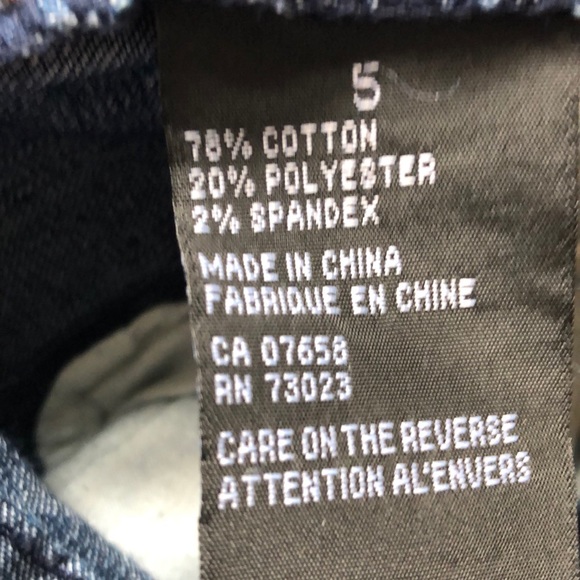 5
78% COTTON
20% POLYESTER
2% SPANDEX
MADE IN CHINA
FABRIQUE EN CHINE
CA 07658
RN 73023
CARE ON THE REVERSE
ATTENTION AL'ENVERS